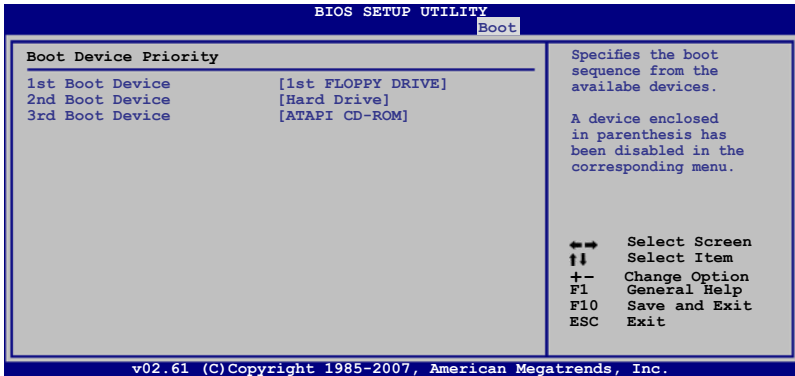 BIOS SETUP UTILITY
Boot
Boot Device Priority
1st Boot Device [1st FLOPPY DRIVE]
2nd Boot Device [Hard Drive]
3rd Boot Device [ATAPI CD-ROM]
Specifies the boot
sequence from the
availabe devices.
A device enclosed
in parenthesis has
been disabled in the
corresponding menu.
←→ Select Screen
↑↓ Select Item
+- Change Option
F1 General Help
F10 Save and Exit
ESC Exit
v02.61 (C)Copyright 1985-2007, American Megatrends, Inc.